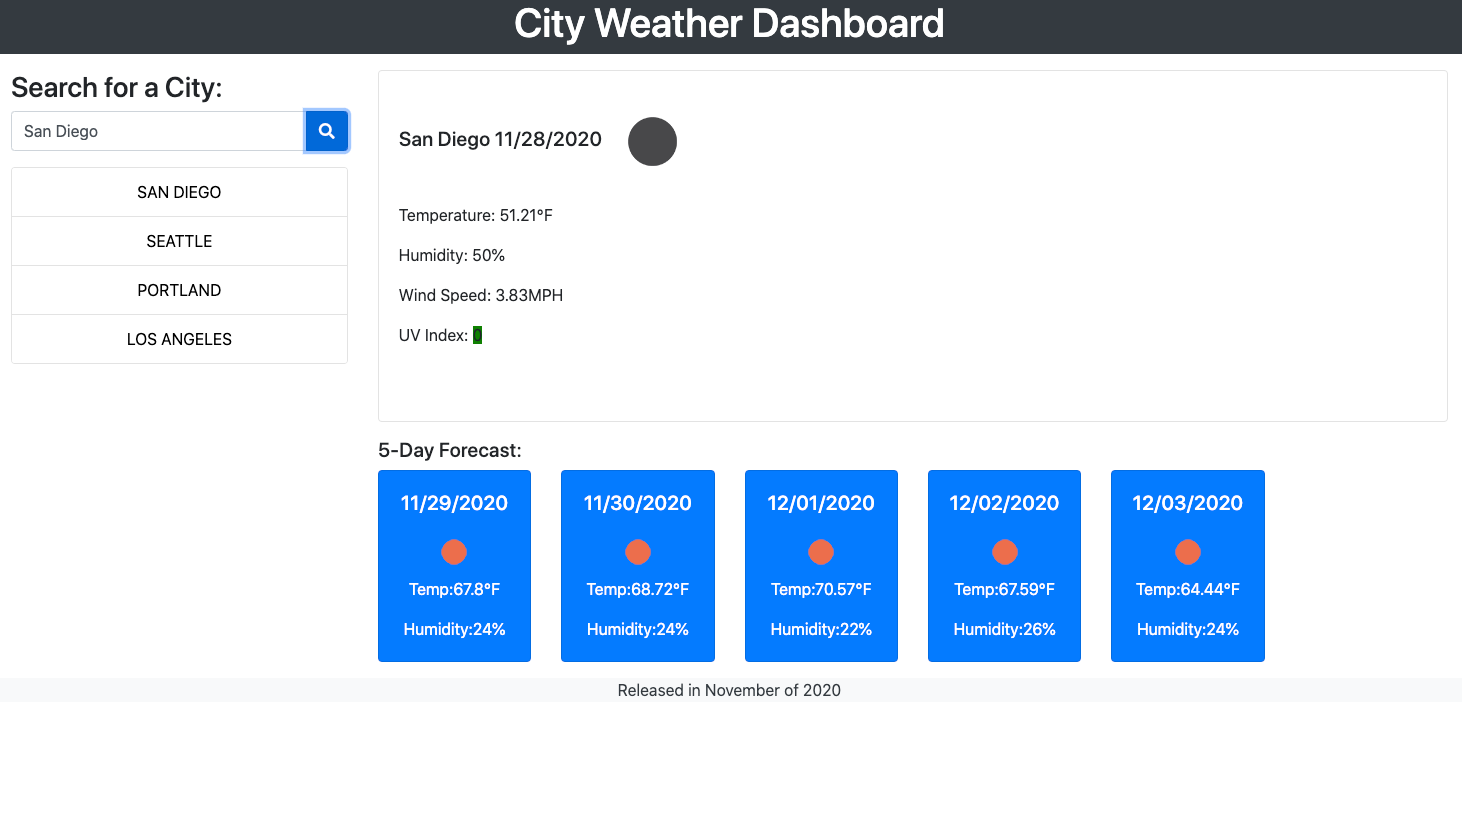 City Weather Dashboard
Search for a City:
San Diego
SAN DIEGO
SEATTLE
PORTLAND
LOS ANGELES
San Diego 11/28/2020
Temperature: 51.21°F
Humidity: 50%
Wind Speed: 3.83MPH
UV Index: 0
5-Day Forecast:
11/29/2020
Temp:67.8°F
Humidity:24%
11/30/2020
Temp:68.72°F
Humidity:24%
12/01/2020
Temp:70.57°F
Humidity:22%
12/02/2020
Temp:67.59°F
Humidity:26%
12/03/2020
Temp:64.44°F
Humidity:24%
Released in November of 2020